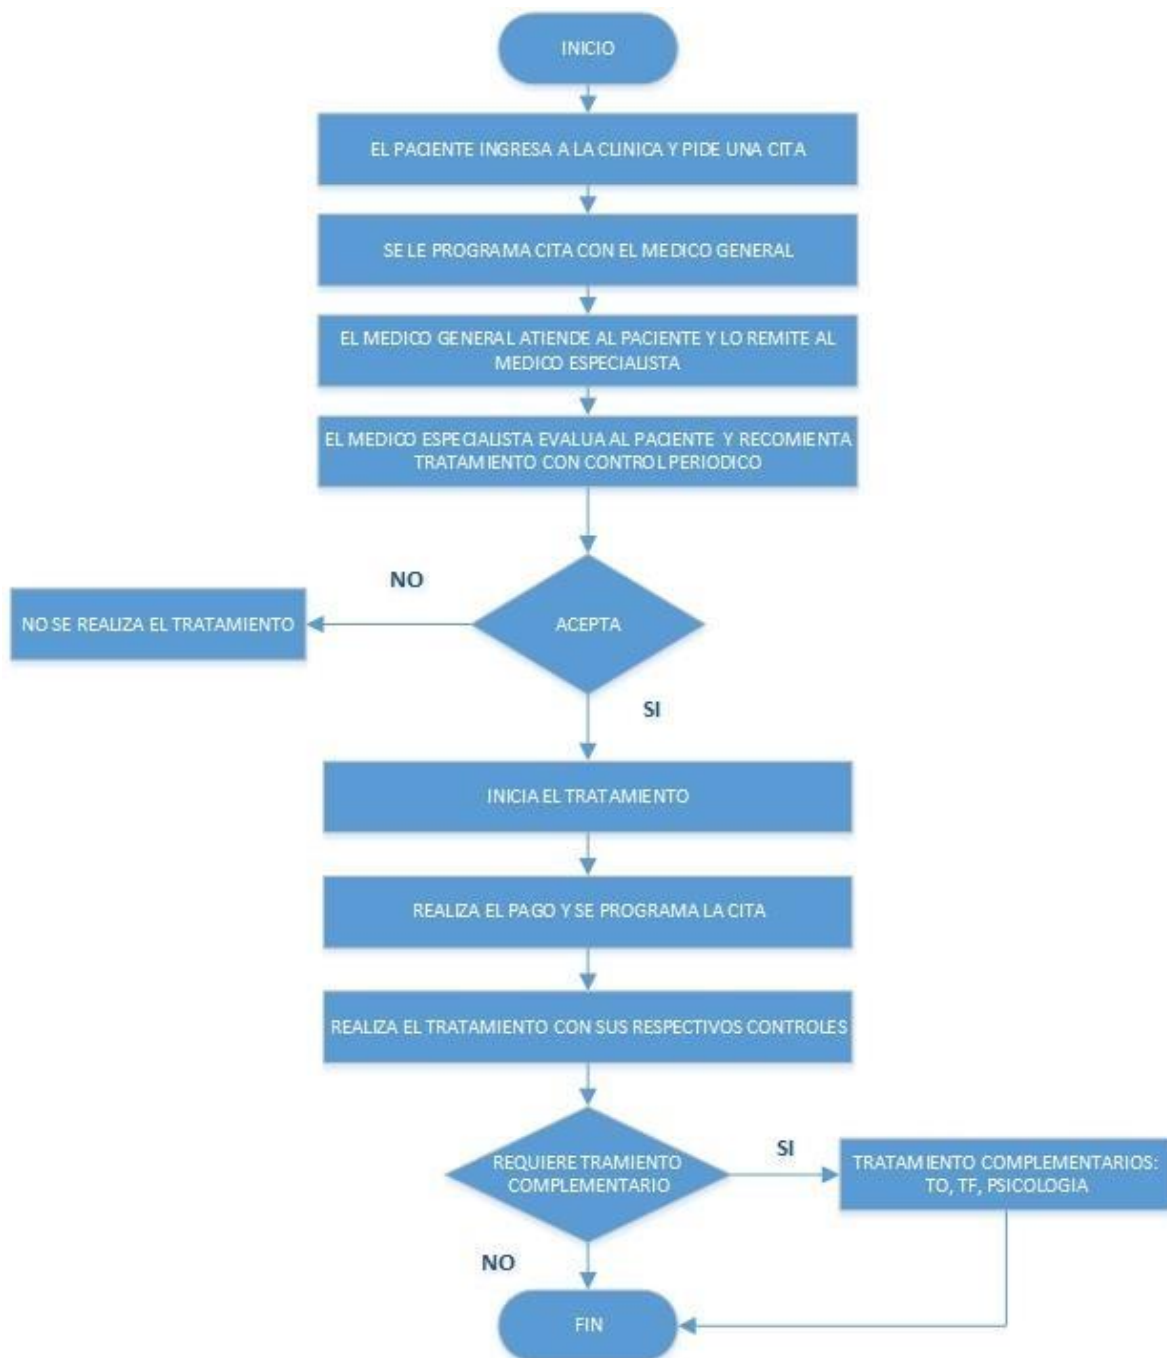 INICIO
EL PACIENTE INGRESA A LA CLINICA Y PIDE UNA CITA
SE LE PROGRAMA CITA CON EL MEDICO GENERAL
EL MEDICO GENERAL ATIENDE AL PACIENTE Y LO REMITE AL
MEDICO ESPECIALISTA
EL MEDICO ESPECIALISTA EVALUA AL PACIENTE Y RECOMIENTA
TRATAMIENTO CON CONTROL PERIODICO
NO
NO SE REALIZA EL TRATAMIENTO
ACEPTA
SI
INICIA EL TRATAMIENTO
REALIZA EL PAGO Y SE PROGRAMA LA CITA
REALIZA EL TRATAMIENTO CON SUS RESPECTIVOS CONTROLES
REQUIERE TRAMIENTO
COMPLEMENTARIO
SI
TRATAMIENTO COMPLEMENTARIOS:
TO, TF, PSICOLOGIA
NO
FIN